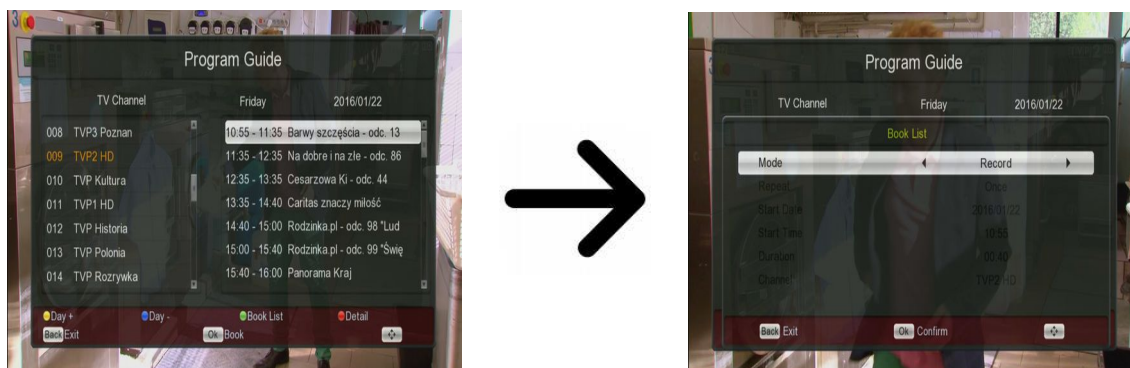 Program Guide
TV Channel Friday 2016/01/22
008 TVP3 Poznan 10:55 - 11:35 Barwy szczęścia - odc. 13
009 TVP2 HD 11:35 - 12:35 Na dobre i na złe - odc. 86
010 TVP Kultura 12:35 - 13:35 Cesarzowa Ki - odc. 44
011 TVP1 HD 13:35 - 14:40 Caritas znaczy miłość
012 TVP Historia 14:40 - 15:00 Rodzinka.pl - odc. 98 "Lud
013 TVP Polonia 15:00 - 15:40 Rodzinka.pl - odc. 99 "Świę
014 TVP Rozrywka 15:40 - 16:00 Panorama Kraj
Day + Day - Book List Detail
Back Exit Ok Book
Program Guide
TV Channel Friday 2016/01/22
Book List
Mode Record
Repeat Once
Start Date 2016/01/22
Start Time 10:55
Duration 00:40
Channel TVP2 HD
Back Exit Ok Confirm